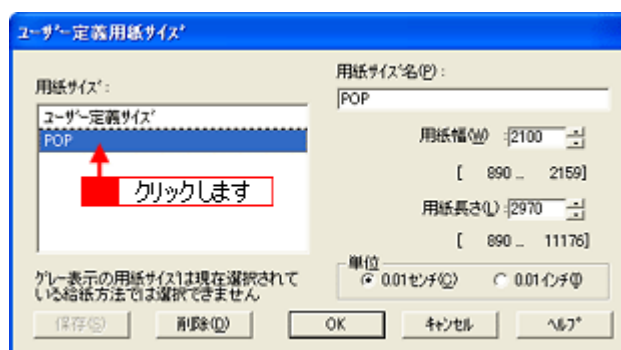 ユーザー定義用紙サイズ
用紙サイズ:
ユーザー定義サイズ
POP
クリックします
グレー表示の用紙サイズは現在選択されて
いる給紙方法では選択できません
用紙サイズ名(P):
POP
用紙幅(W) :2100
[ 890 .. 2159]
用紙長さ(L):2970
[ 890 .. 11176]
単位
0.01センチ(C) 0.01インチ(I)
保存(S) 削除(D) OK キャンセル ヘルプ